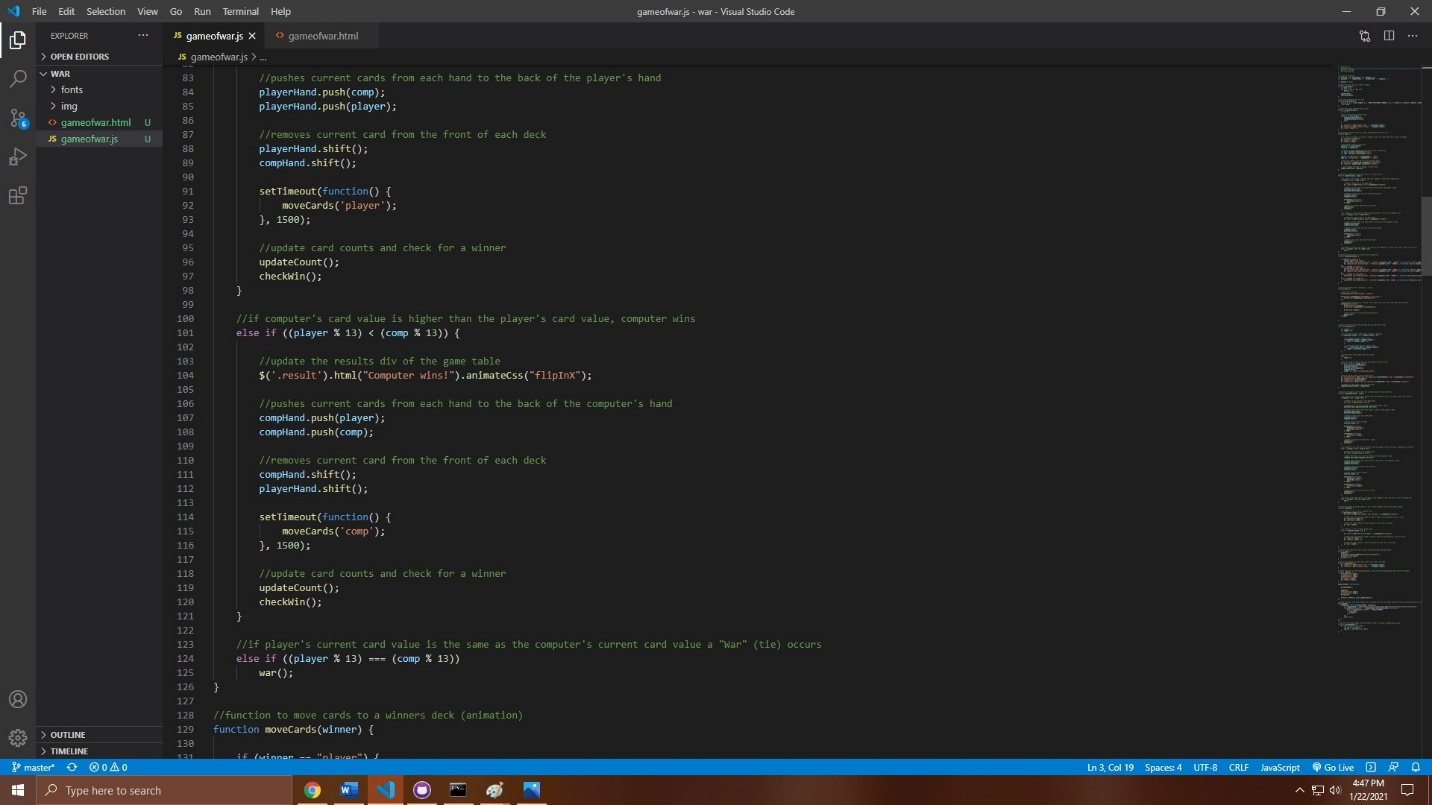 File Edit Selection View Go Run Terminal Help
gameofwar.js - war - Visual Studio Code
EXPLORER
OPEN EDITORS
WAR
fonts
img
gameofwar.html U
JS gameofwar.js U
OUTLINE
TIMELINE
6
JS gameofwar.js
gameofwar.html
JS gameofwar.js > ...
83 //pushes current cards from each hand to the back of the player's hand
84 playerHand.push(comp);
85 playerHand.push(player);
86
87 //removes current card from the front of each deck
88 playerHand.shift();
89 compHand.shift();
90
91 setTimeout(function() {
92 moveCards('player');
93 }, 1500);
94
95 //update card counts and check for a winner
96 updateCount();
97 checkWin();
98 }
99
100 //if computer's card value is higher than the player's card value, computer wins
101 else if ((player % 13) < (comp % 13)) {
102
103 //update the results div of the game table
104 $('.result').html("Computer wins!").animateCss("flipInX");
105
106 //pushes current cards from each hand to the back of the computer's hand
107 compHand.push(player);
108 compHand.push(comp);
109
110 //removes current card from the front of each deck
111 compHand.shift();
112 playerHand.shift();
113
114 setTimeout(function() {
115 moveCards('comp');
116 }, 1500);
117
118 //update card counts and check for a winner
119 updateCount();
120 checkWin();
121 }
122
123 //if player's current card value is the same as the computer's current card value a "War" (tie) occurs
124 else if ((player % 13) === (comp % 13))
125 war();
126 }
127
128 //function to move cards to a winners deck (animation)
129 function moveCards(winner) {
130
131 if (winner == "player") {
master* 0 0
Ln 3, Col 19 Spaces: 4 UTF-8 CRLF JavaScript Go Live
Type here to search
4:47 PM
1/22/2021